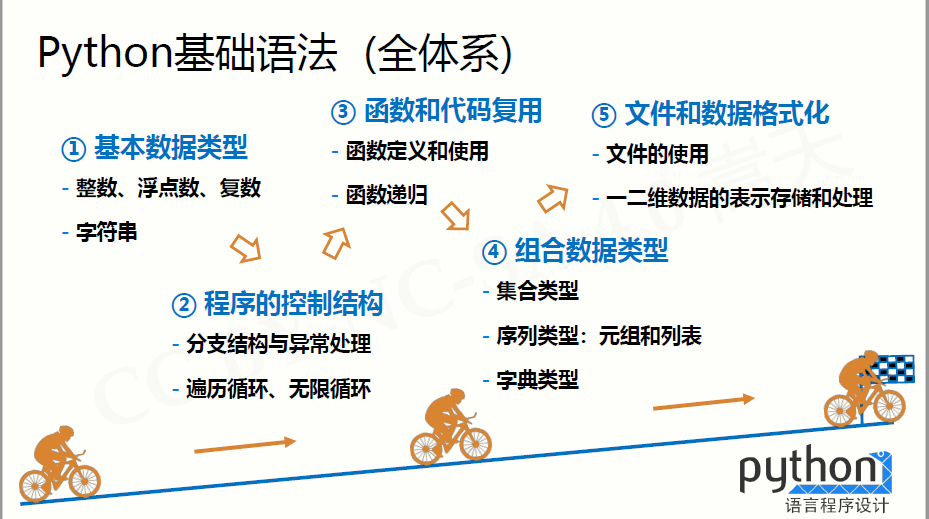 Python基础语法 (全体系)
① 基本数据类型
- 整数、浮点数、复数
- 字符串
② 程序的控制结构
- 分支结构与异常处理
- 遍历循环、无限循环
③ 函数和代码复用
- 函数定义和使用
- 函数递归
④ 组合数据类型
- 集合类型
- 序列类型：元组和列表
- 字典类型
⑤ 文件和数据格式化
- 文件的使用
- 一二维数据的表示存储和处理
python
语言程序设计